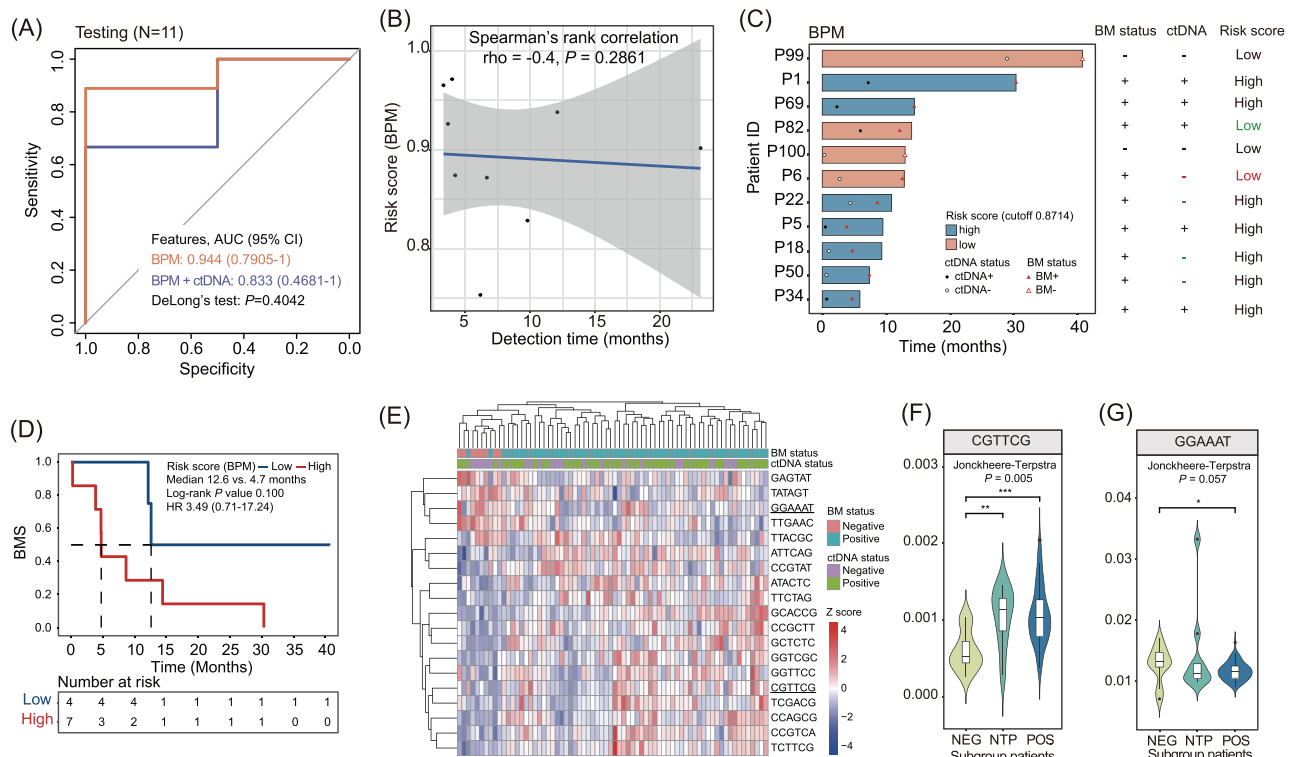 (A)
Testing (N=11)
Sensitivity
1.0
0.8
0.6
0.4
0.2
0.0
Features, AUC (95% CI)
BPM: 0.944 (0.7905-1)
BPM + ctDNA: 0.833 (0.4681-1)
DeLong's test: P=0.4042
1.0 0.8 0.6 0.4 0.2 0.0
Specificity
(B)
Spearman's rank correlation
rho = -0.4, P = 0.2861
Risk score (BPM)
1.0
0.9
0.8
5 10 15 20
Detection time (months)
(C)
BPM
BM status ctDNA Risk score
Patient ID
P99 - - Low
P1 + + High
P69 + + High
P82 + + Low
P100 - - Low
P6 + - Low
P22 + - High
P5 + + High
P18 + - High
P50 + - High
P34 + + High
Risk score (cutoff 0.8714)
high
low
ctDNA status BM status
ctDNA+ BM+
ctDNA- BM-
0 10 20 30 40
Time (months)
(D)
BMS
1.0
0.8
0.6
0.4
0.2
0.0
Risk score (BPM) Low High
Median 12.6 vs. 4.7 months
Log-rank P value 0.100
HR 3.49 (0.71-17.24)
0 5 10 15 20 25 30 35 40
Time (Months)
Number at risk
Low 4 4 4 1 1 1 1 1 1
High 7 3 2 1 1 1 1 0 0
(E)
BM status
ctDNA status
GAGTAT
TATAGT
GGAAAT
TTGAAC
TTACGC
ATTCAG
CCGTAT
ATACTC
TTCTAG
GCACCG
CCGCTT
GCTCTC
GGTCGC
GGTTCC
CGTTCG
TCGACG
CCAGCG
CCGTCA
TCTTCG
BM status
Negative
Positive
ctDNA status
Negative
Positive
Z score
4
2
0
−2
−4
(F)
CGTTCG
Jonckheere-Terpstra
P = 0.005
***
**
0.003
0.002
0.001
0.000
NEG NTP POS
Subgroup patients
(G)
GGAAAT
Jonckheere-Terpstra
P = 0.057
*
0.04
0.03
0.02
0.01
NEG NTP POS
Subgroup patients